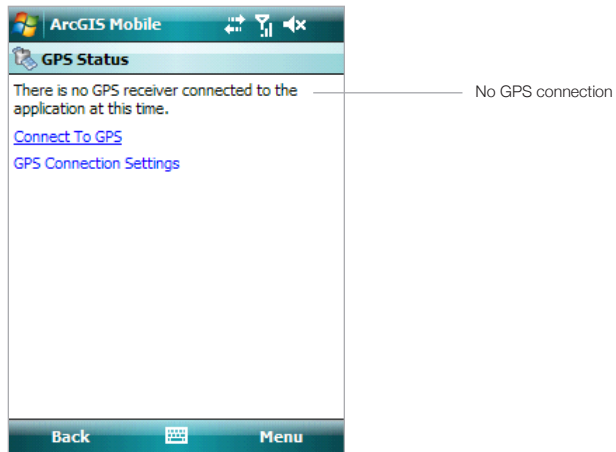 ArcGIS Mobile
GPS Status
There is no GPS receiver connected to the
application at this time.
No GPS connection
Connect To GPS
GPS Connection Settings
Back
Menu